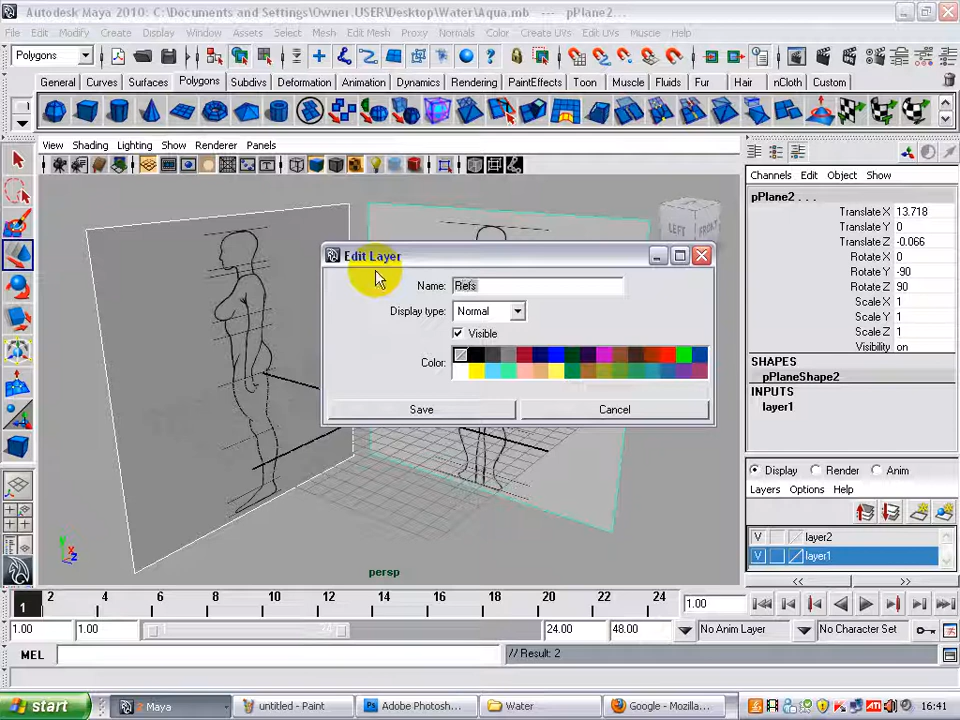 Autodesk Maya 2010: C:\Documents and Settings\Owner.USER\Desktop\Water\Aqua.mb --- pPlane2...
File Edit Modify Create Display Window Assets Select Mesh Edit Mesh Proxy Normals Color Create UVs Edit UVs Muscle Help
Polygons
General Curves Surfaces Polygons Subdivs Deformation Animation Dynamics Rendering PaintEffects Toon Muscle Fluids Fur Hair nCloth Custom
View Shading Lighting Show Renderer Panels
Channels Edit Object Show
pPlane2 . . .
Translate X 13.718
Translate Y 0
Translate Z -0.066
Rotate X 0
Rotate Y -90
Rotate Z 90
Scale X 1
Scale Y 1
Scale Z 1
Visibility on
SHAPES
pPlaneShape2
INPUTS
layer1
LEFT FRONT
Edit Layer
Name: Refs
Display type: Normal
Visible
Color:
Save Cancel
Display Render Anim
Layers Options Help
V layer2
V layer1
<< >>
persp
1 2 4 6 8 10 12 14 16 18 20 22 24 1.00
1.00 1.00 24 24.00 48.00 No Anim Layer No Character Set
MEL // Result: 2
start Maya untitled - Paint Adobe Photosh... Water Google - Mozilla... 16:41